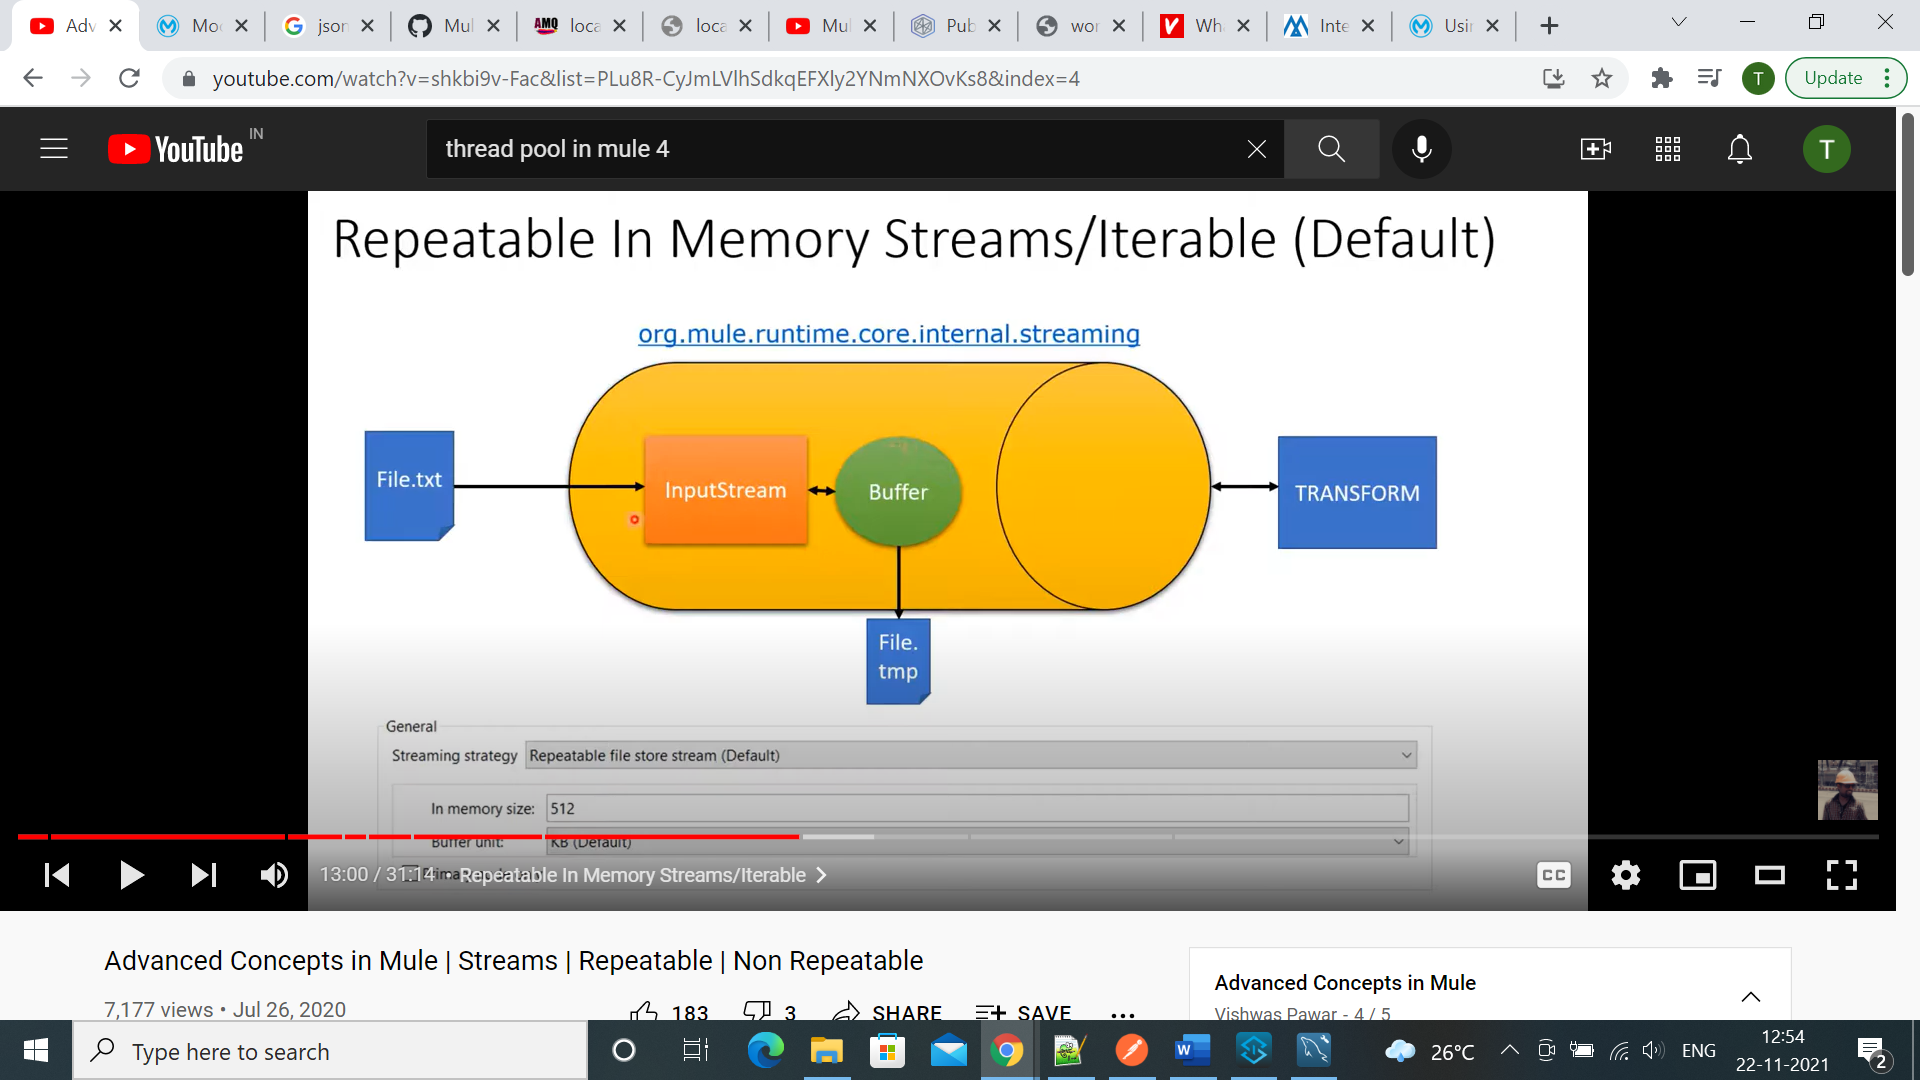 Adv
Moc
json
Mul
AMQ loca
loca
Mul
Pub
wor
Wh
Inte
Usin
youtube.com/watch?v=shkbi9v-Fac&list=PLu8R-CyJmLVlhSdkqEFXly2YNmNXOvKs8&index=4
T
Update
YouTube IN
thread pool in mule 4
T
Repeatable In Memory Streams/Iterable (Default)
org.mule.runtime.core.internal.streaming
File.txt
InputStream
Buffer
TRANSFORM
File.
tmp
General
Streaming strategy Repeatable file store stream (Default)
In memory size: 512
Buffer unit: KB (Default)
13:00 / 31:14 • Repeatable In Memory Streams/Iterable
CC
Advanced Concepts in Mule | Streams | Repeatable | Non Repeatable
7,177 views • Jul 26, 2020
183
3
SHARE
SAVE
Advanced Concepts in Mule
Vishwas Pawar - 4 / 5
Type here to search
26°C
ENG
12:54
22-11-2021
2